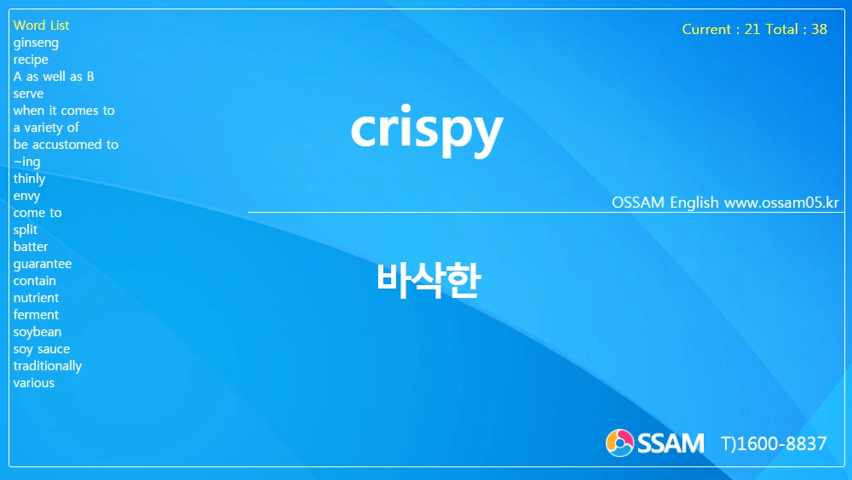 Word List
ginseng
recipe
A as well as B
serve
when it comes to
a variety of
be accustomed to
~ing
thinly
envy
come to
split
batter
guarantee
contain
nutrient
ferment
soybean
soy sauce
traditionally
various
Current : 21 Total : 38
crispy
OSSAM English www.ossam05.kr
바삭한
OSSAM T)1600-8837